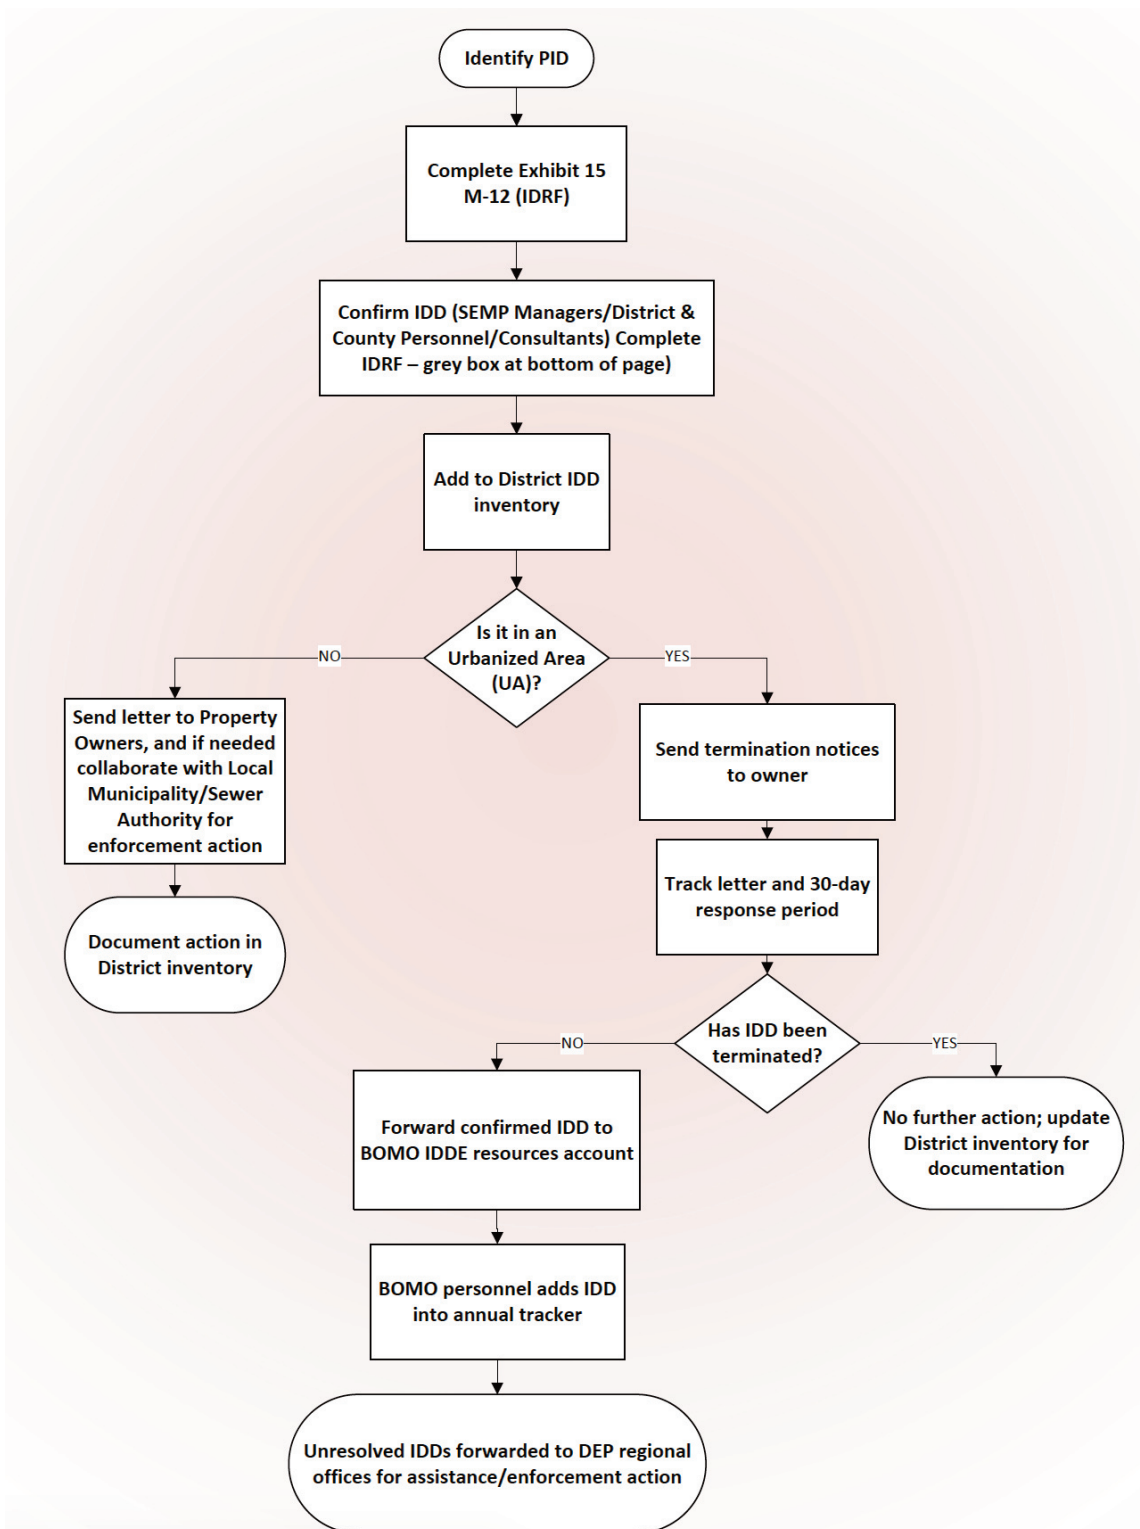 Identify PID
Complete Exhibit 15
M-12 (IDRF)
Confirm IDD (SEMP Managers/District &
County Personnel/Consultants) Complete
IDRF – grey box at bottom of page)
Add to District IDD
inventory
Is it in an
Urbanized Area
(UA)?
NO
YES
Send letter to Property
Owners, and if needed
collaborate with Local
Municipality/Sewer
Authority for
enforcement action
Document action in
District inventory
Send termination notices
to owner
Track letter and 30-day
response period
Has IDD been
terminated?
NO
YES
No further action; update
District inventory for
documentation
Forward confirmed IDD to
BOMO IDDE resources account
BOMO personnel adds IDD
into annual tracker
Unresolved IDDs forwarded to DEP regional
offices for assistance/enforcement action